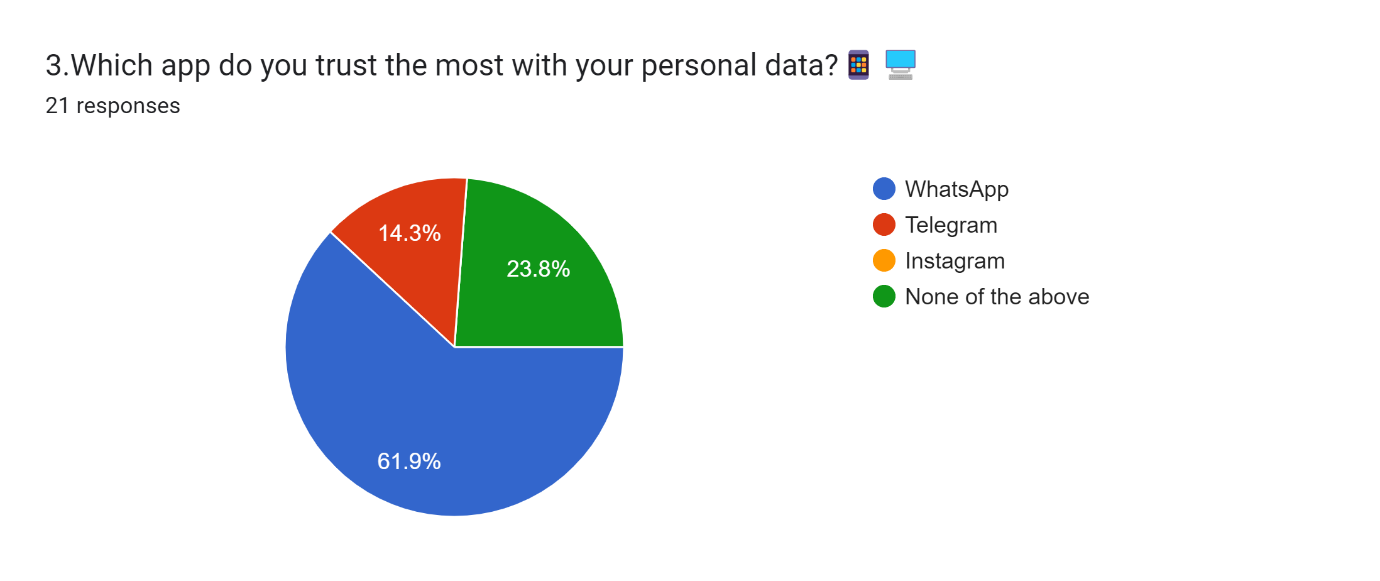 3.Which app do you trust the most with your personal data?📱 🖥️
21 responses
14.3%
23.8%
61.9%
WhatsApp
Telegram
Instagram
None of the above